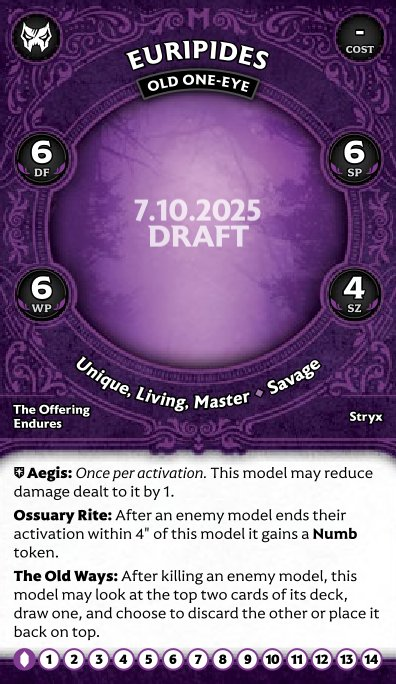 -
COST
EURIPIDES
OLD ONE-EYE
6
DF
6
SP
7.10.2025
DRAFT
6
WP
4
SZ
Unique, Living, Master ◆ Savage
The Offering
Endures
Stryx
Aegis: Once per activation. This model may reduce
damage dealt to it by 1.
Ossuary Rite: After an enemy model ends their
activation within 4" of this model it gains a Numb
token.
The Old Ways: After killing an enemy model, this
model may look at the top two cards of its deck,
draw one, and choose to discard the other or place it
back on top.
1 2 3 4 5 6 7 8 9 10 11 12 13 14